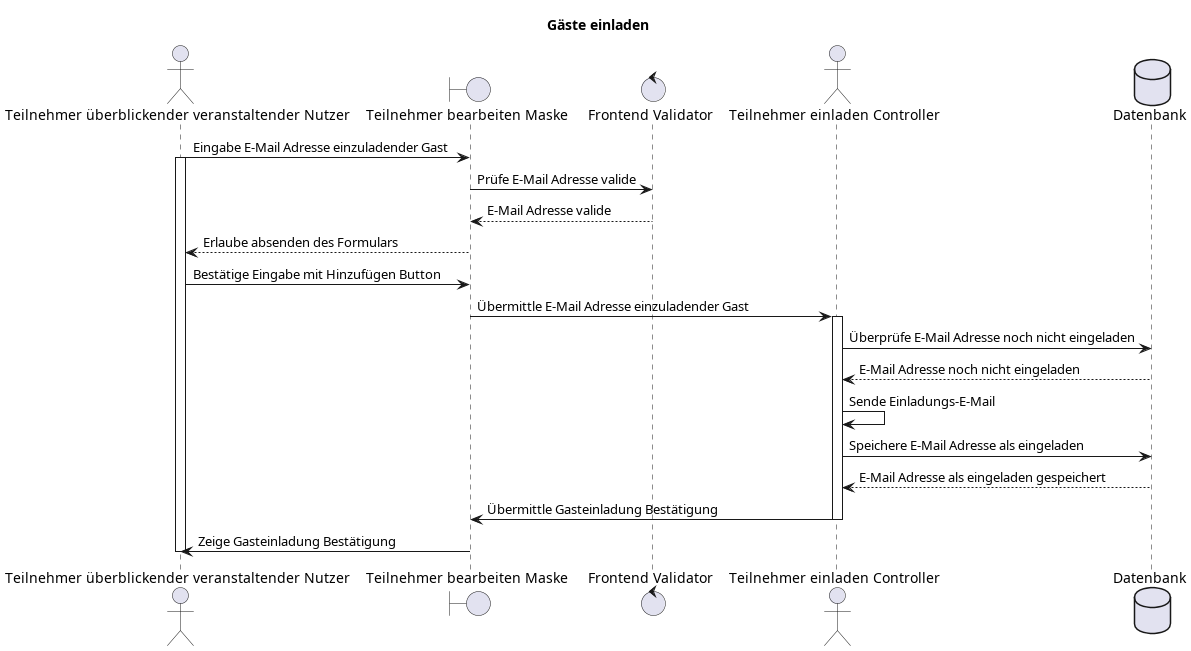 Gäste einladen
Teilnehmer überblickender veranstaltender Nutzer
Teilnehmer bearbeiten Maske
Frontend Validator
Teilnehmer einladen Controller
Datenbank
Eingabe E-Mail Adresse einzuladender Gast
Prüfe E-Mail Adresse valide
E-Mail Adresse valide
Erlaube absenden des Formulars
Bestätige Eingabe mit Hinzufügen Button
Übermittle E-Mail Adresse einzuladender Gast
Überprüfe E-Mail Adresse noch nicht eingeladen
E-Mail Adresse noch nicht eingeladen
Sende Einladungs-E-Mail
Speichere E-Mail Adresse als eingeladen
E-Mail Adresse als eingeladen gespeichert
Übermittle Gasteinladung Bestätigung
Zeige Gasteinladung Bestätigung
Teilnehmer überblickender veranstaltender Nutzer
Teilnehmer bearbeiten Maske
Frontend Validator
Teilnehmer einladen Controller
Datenbank